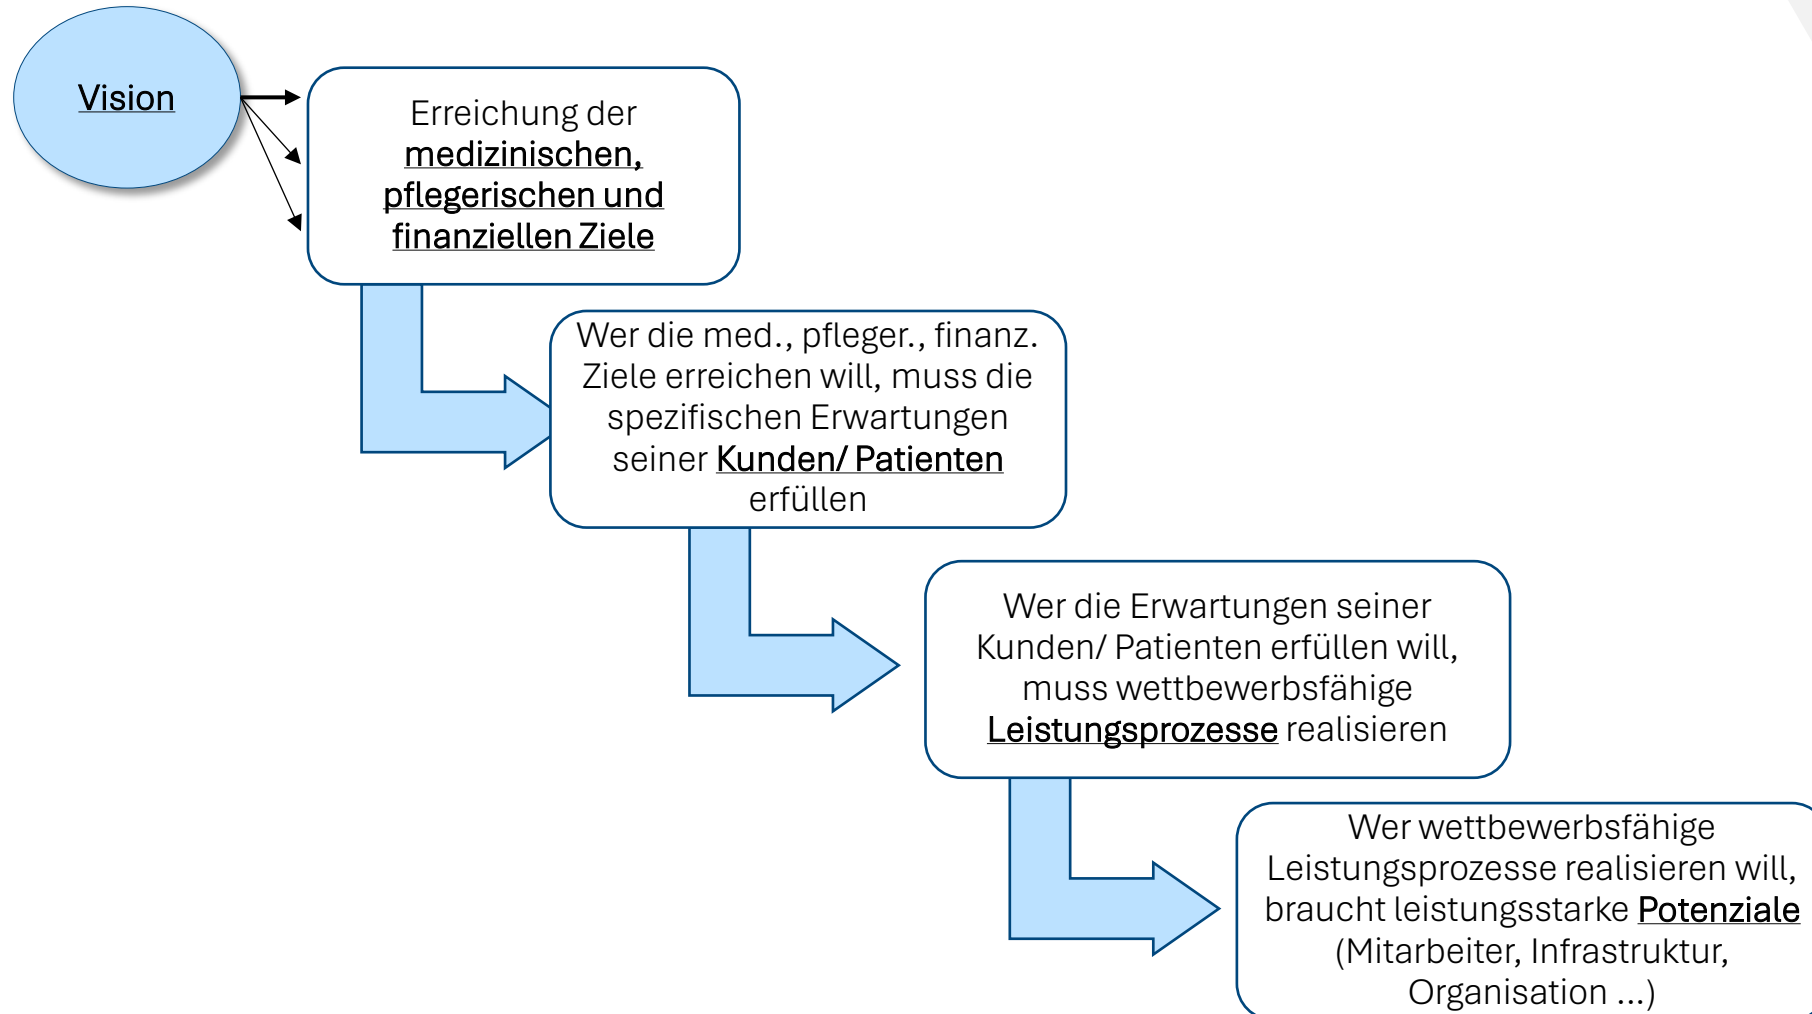 Vision
Erreichung der
medizinischen,
pflegerischen und
finanziellen Ziele
Wer die med., pfleger., finanz.
Ziele erreichen will, muss die
spezifischen Erwartungen
seiner Kunden/ Patienten
erfüllen
Wer die Erwartungen seiner
Kunden/ Patienten erfüllen will,
muss wettbewerbsfähige
Leistungsprozesse realisieren
Wer wettbewerbsfähige
Leistungsprozesse realisieren will,
braucht leistungsstarke Potenziale
(Mitarbeiter, Infrastruktur,
Organisation ...)